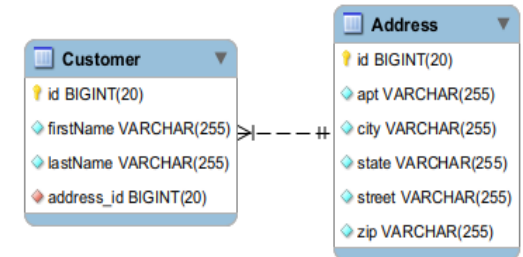 Customer
id BIGINT(20)
firstName VARCHAR(255)
lastName VARCHAR(255)
address_id BIGINT(20)
Address
id BIGINT(20)
apt VARCHAR(255)
city VARCHAR(255)
state VARCHAR(255)
street VARCHAR(255)
zip VARCHAR(255)